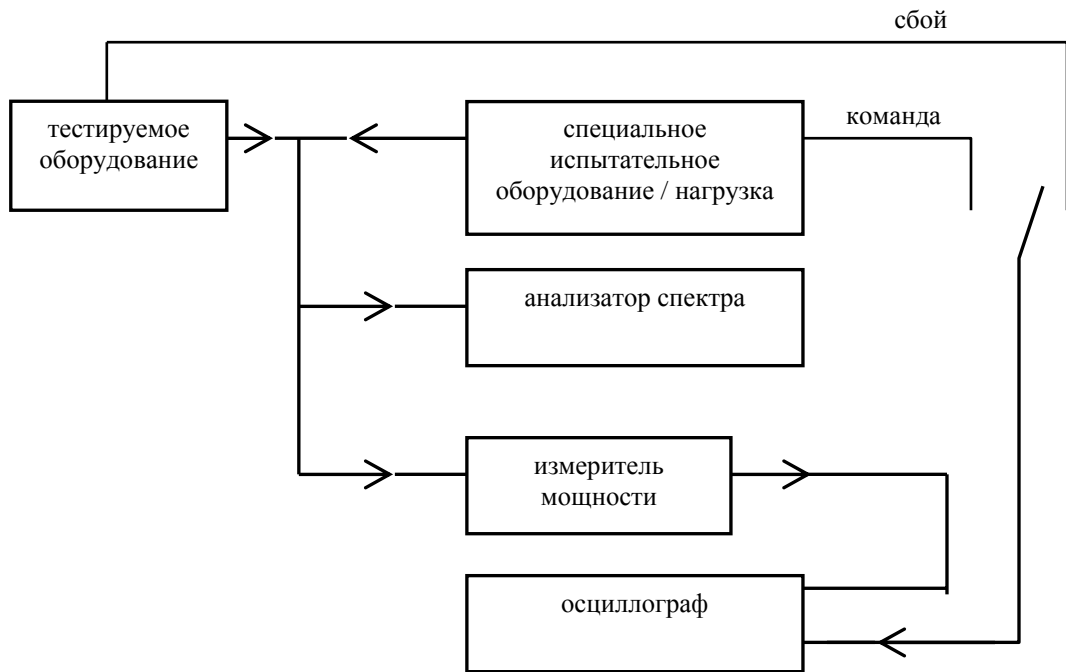 сбой
тестируемое
оборудование
специальное
испытательное
оборудование / нагрузка
команда
анализатор спектра
измеритель
мощности
осциллограф